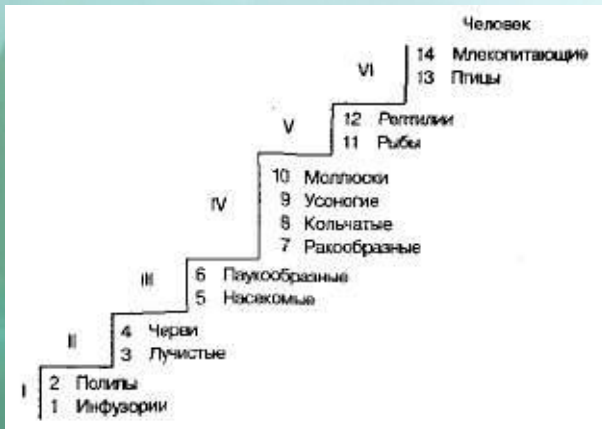 Человек
VI
14 Млекопитающие
13 Птицы
V
12 Рептилии
11 Рыбы
IV
10 Моллюски
9 Усоногие
8 Кольчатые
7 Ракообразные
III
6 Паукообразные
5 Насекомые
II
4 Черви
3 Лучистые
I
2 Полипы
1 Инфузории